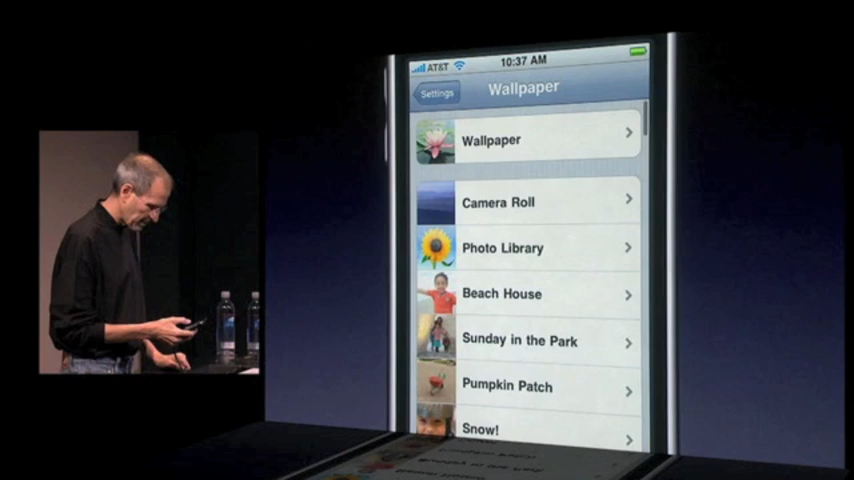 AT&T
10:37 AM
Settings
Wallpaper
Wallpaper
Camera Roll
Photo Library
Beach House
Sunday in the Park
Pumpkin Patch
Snow!